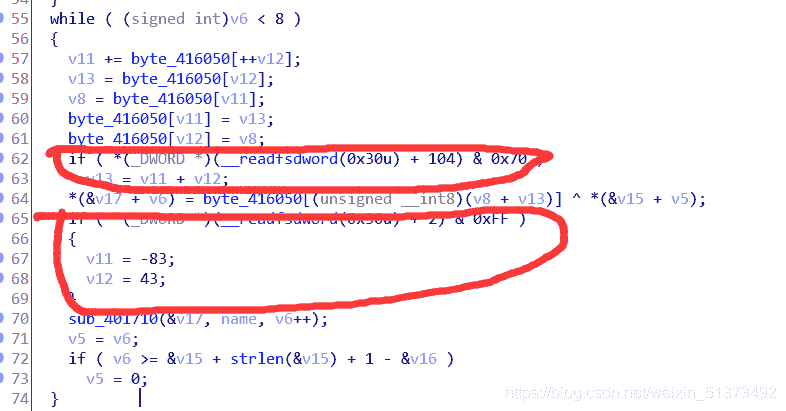 55 while ( (signed int)v6 < 8 )
56 {
57 v11 += byte_416050[++v12];
58 v13 = byte_416050[v12];
59 v8 = byte_416050[v11];
60 byte_416050[v11] = v13;
61 byte_416050[v12] = v8;
62 if ( *(_DWORD *)(__readfsdword(0x30u) + 104) & 0x70 )
63 v13 = v11 + v12;
64 *(&v17 + v6) = byte_416050[(unsigned __int8)(v8 + v13)] ^ *(&v15 + v5);
65 if ( *(_DWORD *)(__readfsdword(0x30u) + 2) & 0xFF )
66 {
67 v11 = -83;
68 v12 = 43;
69 }
70 sub_401710(&v17, name, v6++);
71 v5 = v6;
72 if ( v6 >= &v15 + strlen(&v15) + 1 - &v16 )
73 v5 = 0;
74 }
https://blog.csdn.net/weixin_51373492